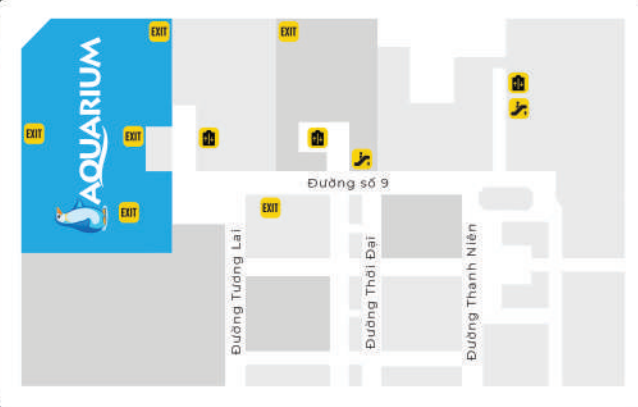 EXIT
EXIT
AQUARIUM
EXIT
EXIT
EXIT
EXIT
Đường số 9
Đường Tương Lai
Đường Thời Đại
Đường Thanh Niên